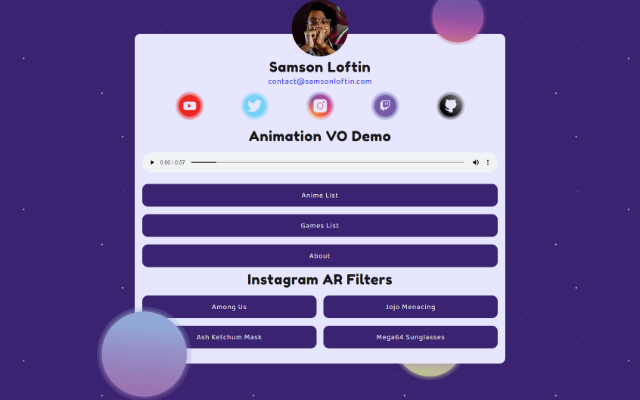 Samson Loftin
contact@samsonloftin.com
Animation VO Demo
0:00 / 0:57
Anime List
Games List
About
Instagram AR Filters
Among Us
Jojo Menacing
Ash Ketchum Mask
Mega64 Sunglasses